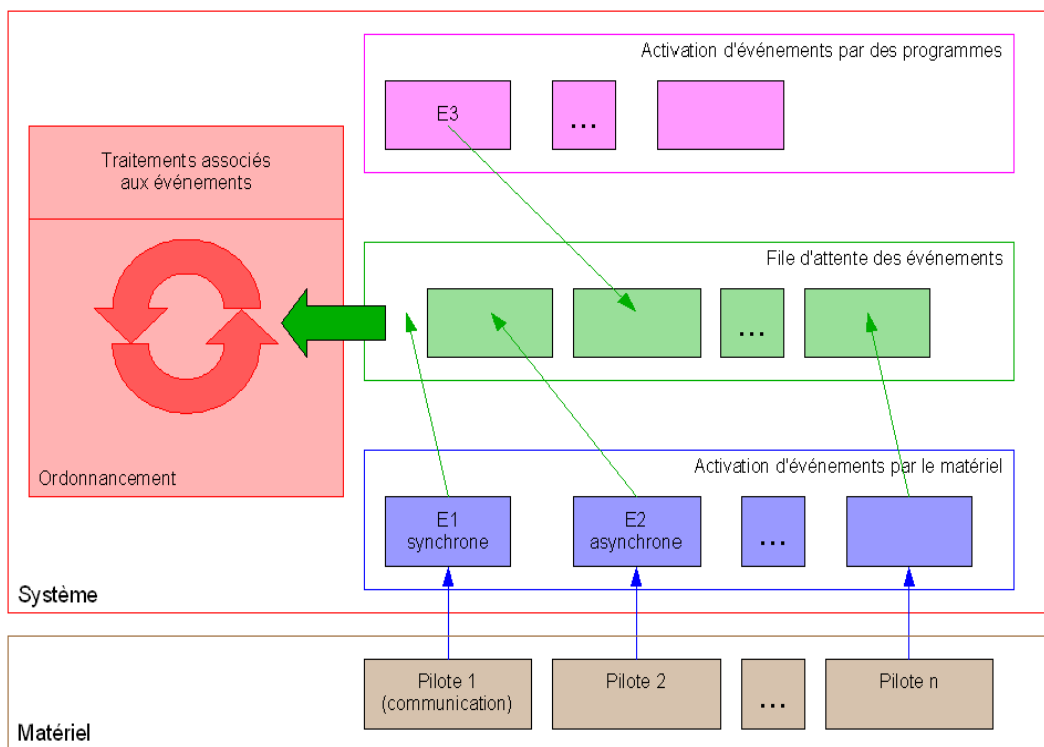 Activation d'événements par des programmes
E3
...
Traitements associés
aux événements
File d'attente des événements
...
Ordonnancement
Activation d'événements par le matériel
E1
synchrone
E2
asynchrone
...
Système
Pilote 1
(communication)
Pilote 2
...
Pilote n
Matériel